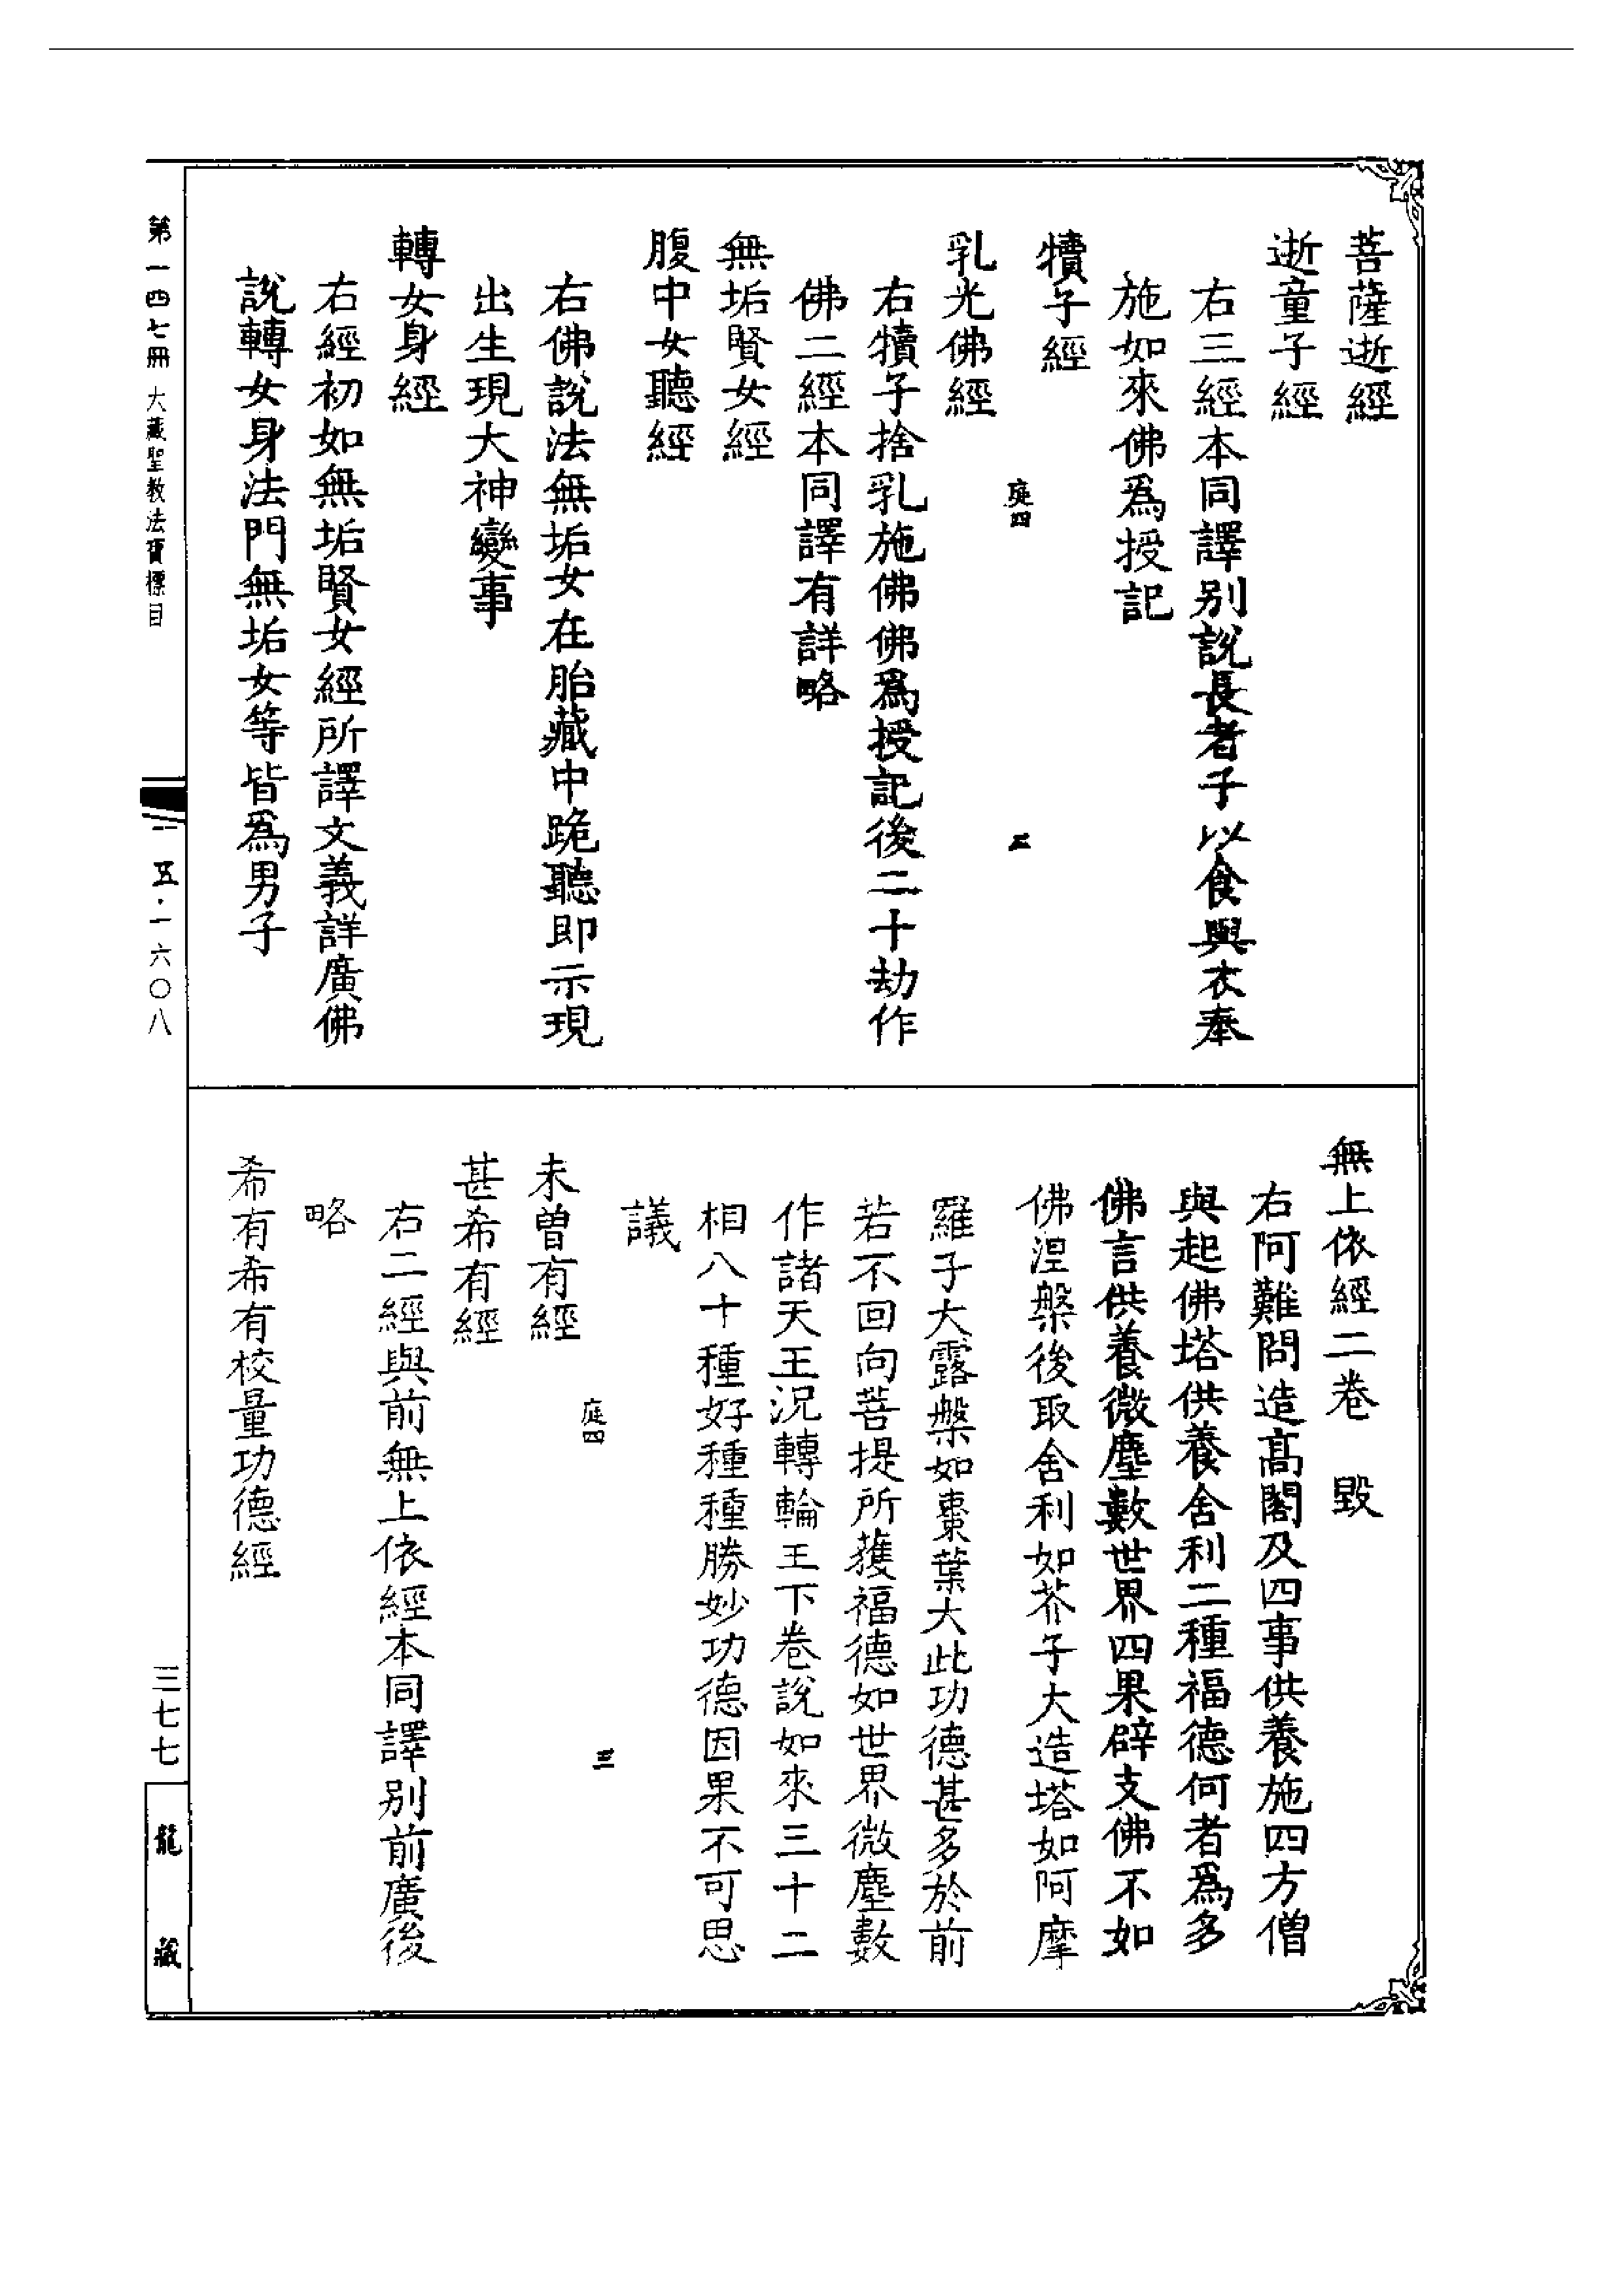 菩薩逝經
逝童子經
右三經本同譯别説長者子以食與衣奉
施如來佛爲授記
犢子經
庭四
三
乳光佛經
右犢子捨乳施佛佛爲授記後二十劫作
佛二經本同譯有詳略
無垢賢女經
腹中女聽經
右佛説法無垢女在胎藏中跪聽即示現
出生現大神變事
轉女身經
右經初如無垢賢女經所譯文義詳廣佛
説轉女身法門無垢女等皆爲男子
無上依經二卷 毀
右阿難問造髙閣及四事供養施四方僧
與起佛塔供養舍利二種福德何者爲多
佛言供養微塵數世界四果辟支佛不如
佛涅槃後取舍利如芥子大造塔如阿摩
羅子大露槃如棗葉大此功德甚多於前
若不回向菩提所獲福德如世界微塵數
作諸天王況轉輪王下卷説如來三十二
相八十種好種種勝妙功德因果不可思
議
庭四
三
未曾有經
甚希有經
右二經與前無上依經本同譯别前廣後
略
希有希有校量功德經
第一四七冊 大藏聖教法寶標目
一五·一六〇八
三七七
龍藏